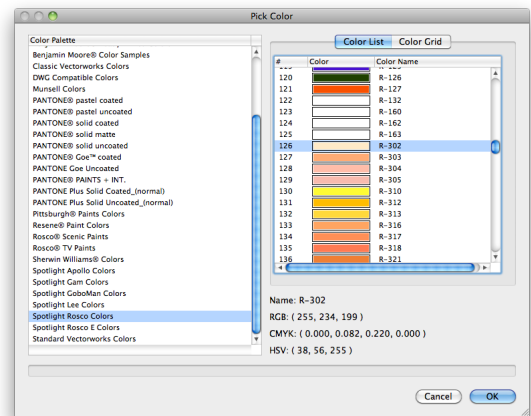 Pick Color
Color Palette
Benjamin Moore® Color Samples
Classic Vectorworks Colors
DWG Compatible Colors
Munsell Colors
PANTONE® pastel coated
PANTONE® pastel uncoated
PANTONE® solid coated
PANTONE® solid matte
PANTONE® solid uncoated
PANTONE® Goe™ coated
PANTONE Goe Uncoated
PANTONE® PAINTS + INT.
PANTONE Plus Solid Coated_(normal)
PANTONE Plus Solid Uncoated_(normal)
Pittsburgh® Paints Colors
Resene® Paint Colors
Rosco® Scenic Paints
Rosco® TV Paints
Sherwin Williams® Colors
Spotlight Apollo Colors
Spotlight Gam Colors
Spotlight GoboMan Colors
Spotlight Lee Colors
Spotlight Rosco Colors
Spotlight Rosco E Colors
Standard Vectorworks Colors
Color List Color Grid
# Color Color Name
120 R-126
121 R-127
122 R-132
123 R-160
124 R-162
125 R-163
126 R-302
127 R-303
128 R-304
129 R-305
130 R-310
131 R-312
132 R-313
133 R-316
134 R-317
135 R-318
136 R-321
Name: R-302
RGB: ( 255, 234, 199 )
CMYK: ( 0.000, 0.082, 0.220, 0.000 )
HSV: ( 38, 56, 255 )
Cancel OK